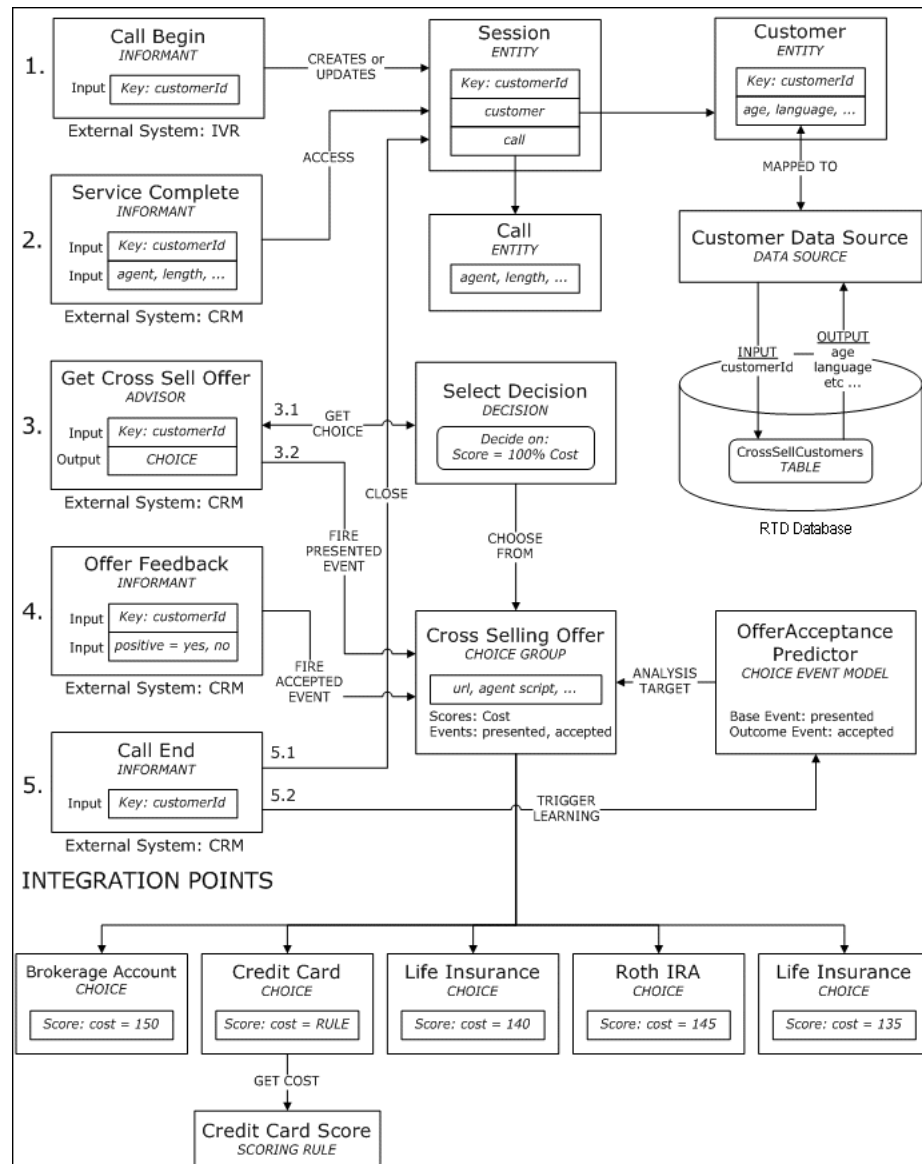 1.
Call Begin
INFORMANT
Input
Key: customerId
External System: IVR
CREATES or
UPDATES
Session
ENTITY
Key: customerId
customer
call
Customer
ENTITY
Key: customerId
age, language, ...
ACCESS
MAPPED TO
2.
Service Complete
INFORMANT
Input
Key: customerId
Input
agent, length, ...
External System: CRM
Call
ENTITY
agent, length, ...
Customer Data Source
DATA SOURCE
INPUT
customerId
OUTPUT
age
language
etc ...
CrossSellCustomers
TABLE
RTD Database
3.
Get Cross Sell Offer
ADVISOR
Input
Key: customerId
Output
CHOICE
External System: CRM
3.1
GET
CHOICE
3.2
Select Decision
DECISION
Decide on:
Score = 100% Cost
CLOSE
FIRE
PRESENTED
EVENT
CHOOSE
FROM
4.
Offer Feedback
INFORMANT
Input
Key: customerId
Input
positive = yes, no
External System: CRM
FIRE
ACCEPTED
EVENT
Cross Selling Offer
CHOICE GROUP
url, agent script, ...
Scores: Cost
Events: presented, accepted
ANALYSIS
TARGET
OfferAcceptance
Predictor
CHOICE EVENT MODEL
Base Event: presented
Outcome Event: accepted
5.
Call End
INFORMANT
Input
Key: customerId
External System: CRM
5.1
5.2
TRIGGER
LEARNING
INTEGRATION POINTS
Brokerage Account
CHOICE
Score: cost = 150
Credit Card
CHOICE
Score: cost = RULE
Life Insurance
CHOICE
Score: cost = 140
Roth IRA
CHOICE
Score: cost = 145
Life Insurance
CHOICE
Score: cost = 135
GET COST
Credit Card Score
SCORING RULE